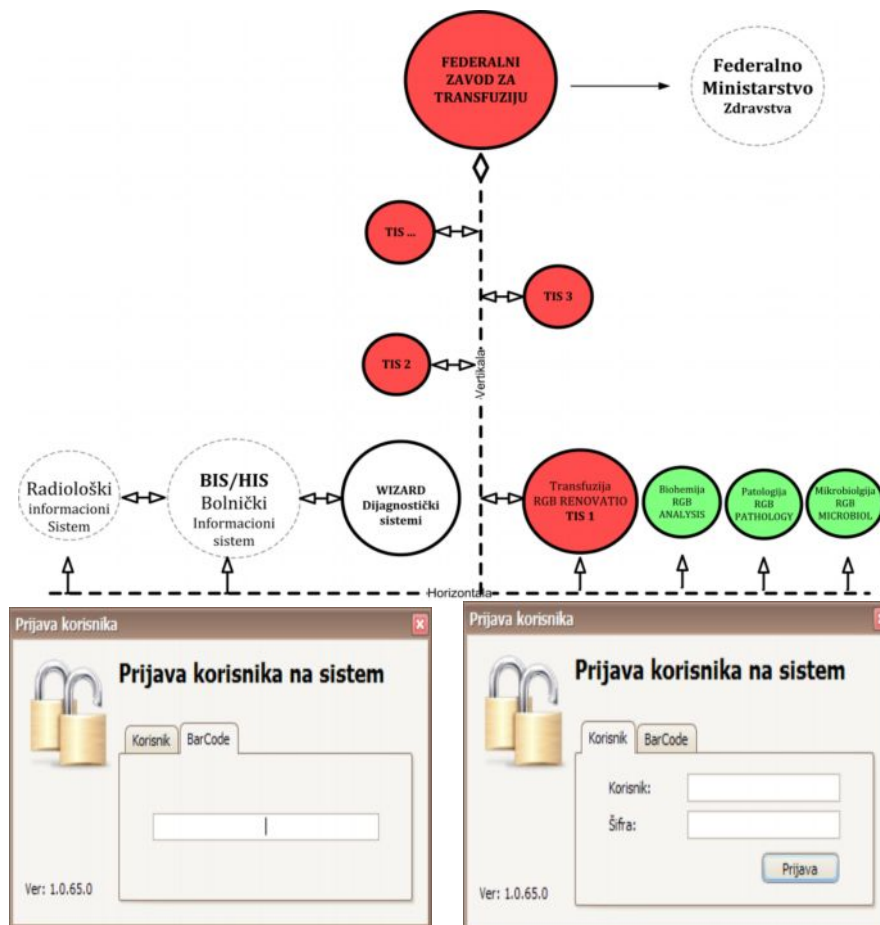 FEDERALNI
ZAVOD ZA
TRANSFUZIJU
Federalno
Ministarstvo
Zdravstva
TIS ...
TIS 3
TIS 2
Vertikala
Radiološki
informacioni
Sistem
BIS/HIS
Bolnički
Informacioni
sistem
WIZARD
Dijagnostički
sistemi
Transfuzija
RGB RENOVATIO
TIS 1
Biohemija
RGB
ANALYSIS
Patologija
RGB
PATHOLOGY
Mikrobiolgija
RGB
MICROBIOL
Horizontala
Prijava korisnika
Prijava korisnika na sistem
Korisnik BarCode
Ver: 1.0.65.0
Prijava korisnika
Prijava korisnika na sistem
Korisnik BarCode
Korisnik:
Šifra:
Prijava
Ver: 1.0.65.0